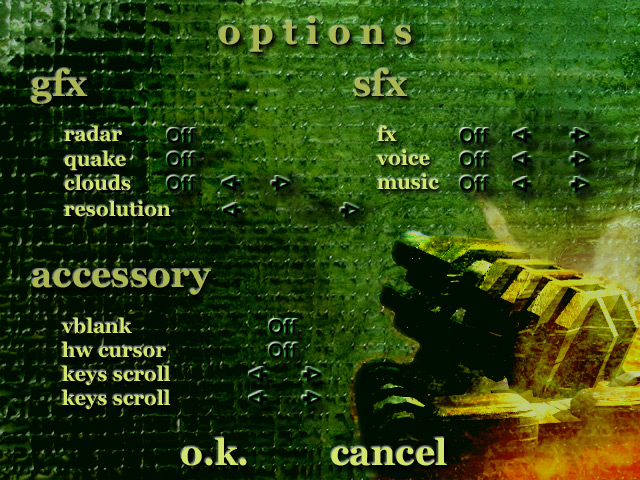 options
gfx sfx
radar Off fx Off
quake Off voice Off
clouds Off music Off
resolution
accessory
vblank Off
hw cursor Off
keys scroll
keys scroll
o.k. cancel